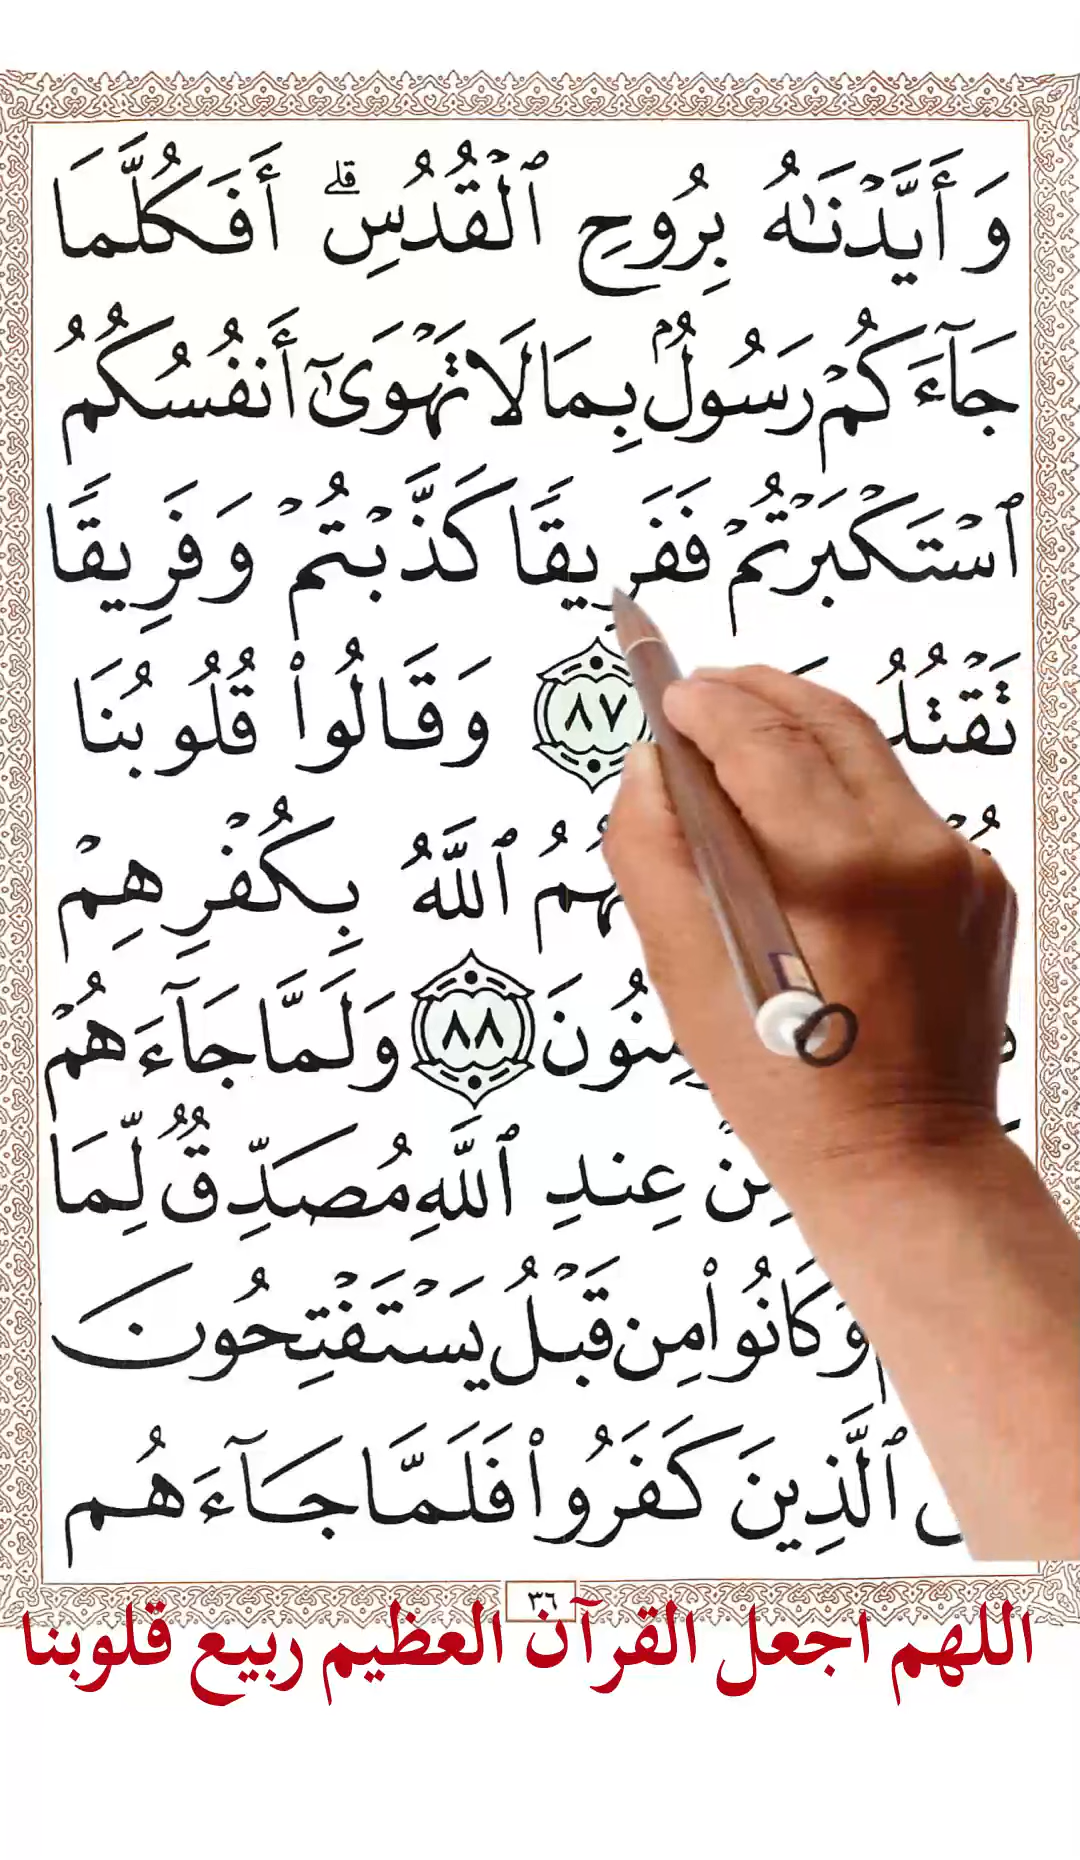 وَأَيَّدْنَـٰهُ بِرُوحِ ٱلْقُدُسِ ۗ أَفَكُلَّمَا
جَآءَكُمْ رَسُولٌۢ بِمَا لَا تَهْوَىٰٓ أَنفُسُكُمُ
ٱسْتَكْبَرْتُمْ فَفَرِيقًا كَذَّبْتُمْ وَفَرِيقًا
٨٧ وَقَالُوا۟ قُلُوبُنَا
ٱللَّهُ بِكُفْرِهِمْ
٨٨ وَلَمَّا جَآءَهُمْ
عِندِ ٱللَّهِ مُصَدِّقٌ لِّمَا
وَكَانُوا۟ مِن قَبْلُ يَسْتَفْتِحُونَ
ٱلَّذِينَ كَفَرُوا۟ فَلَمَّا جَآءَهُم
٣٦
اللهم اجعل القرآن العظيم ربيع قلوبنا